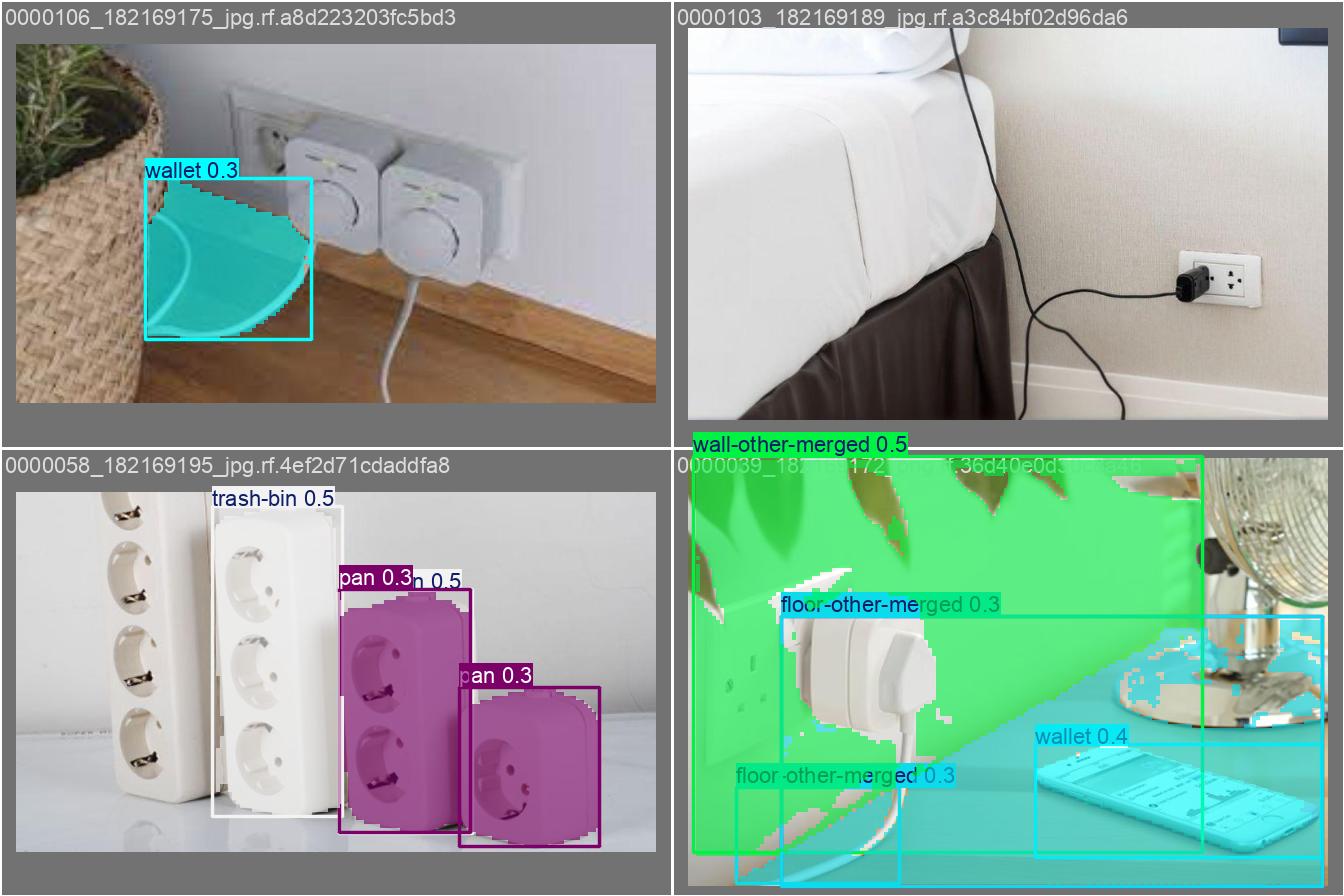 0000106_182169175_jpg.rf.a8d223203fc5bd3
0000103_182169189_jpg.rf.a3c84bf02d96da6
wallet 0.3
wall-other-merged 0.5
0000058_182169195_jpg.rf.4ef2d71cdaddfa8
trash-bin 0.5
pan 0.3
n 0.5
pan 0.3
floor-other-merged 0.3
wallet 0.4
floor-other-merged 0.3